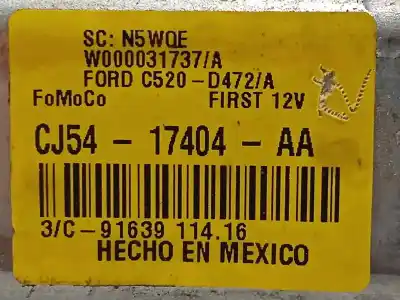 SC: N5WQE
W000031737/A
FORD C520-D472/A
FoMoCo FIRST 12V
CJ54 - 17404 - AA
3/C-91639 114.16
HECHO EN MEXICO